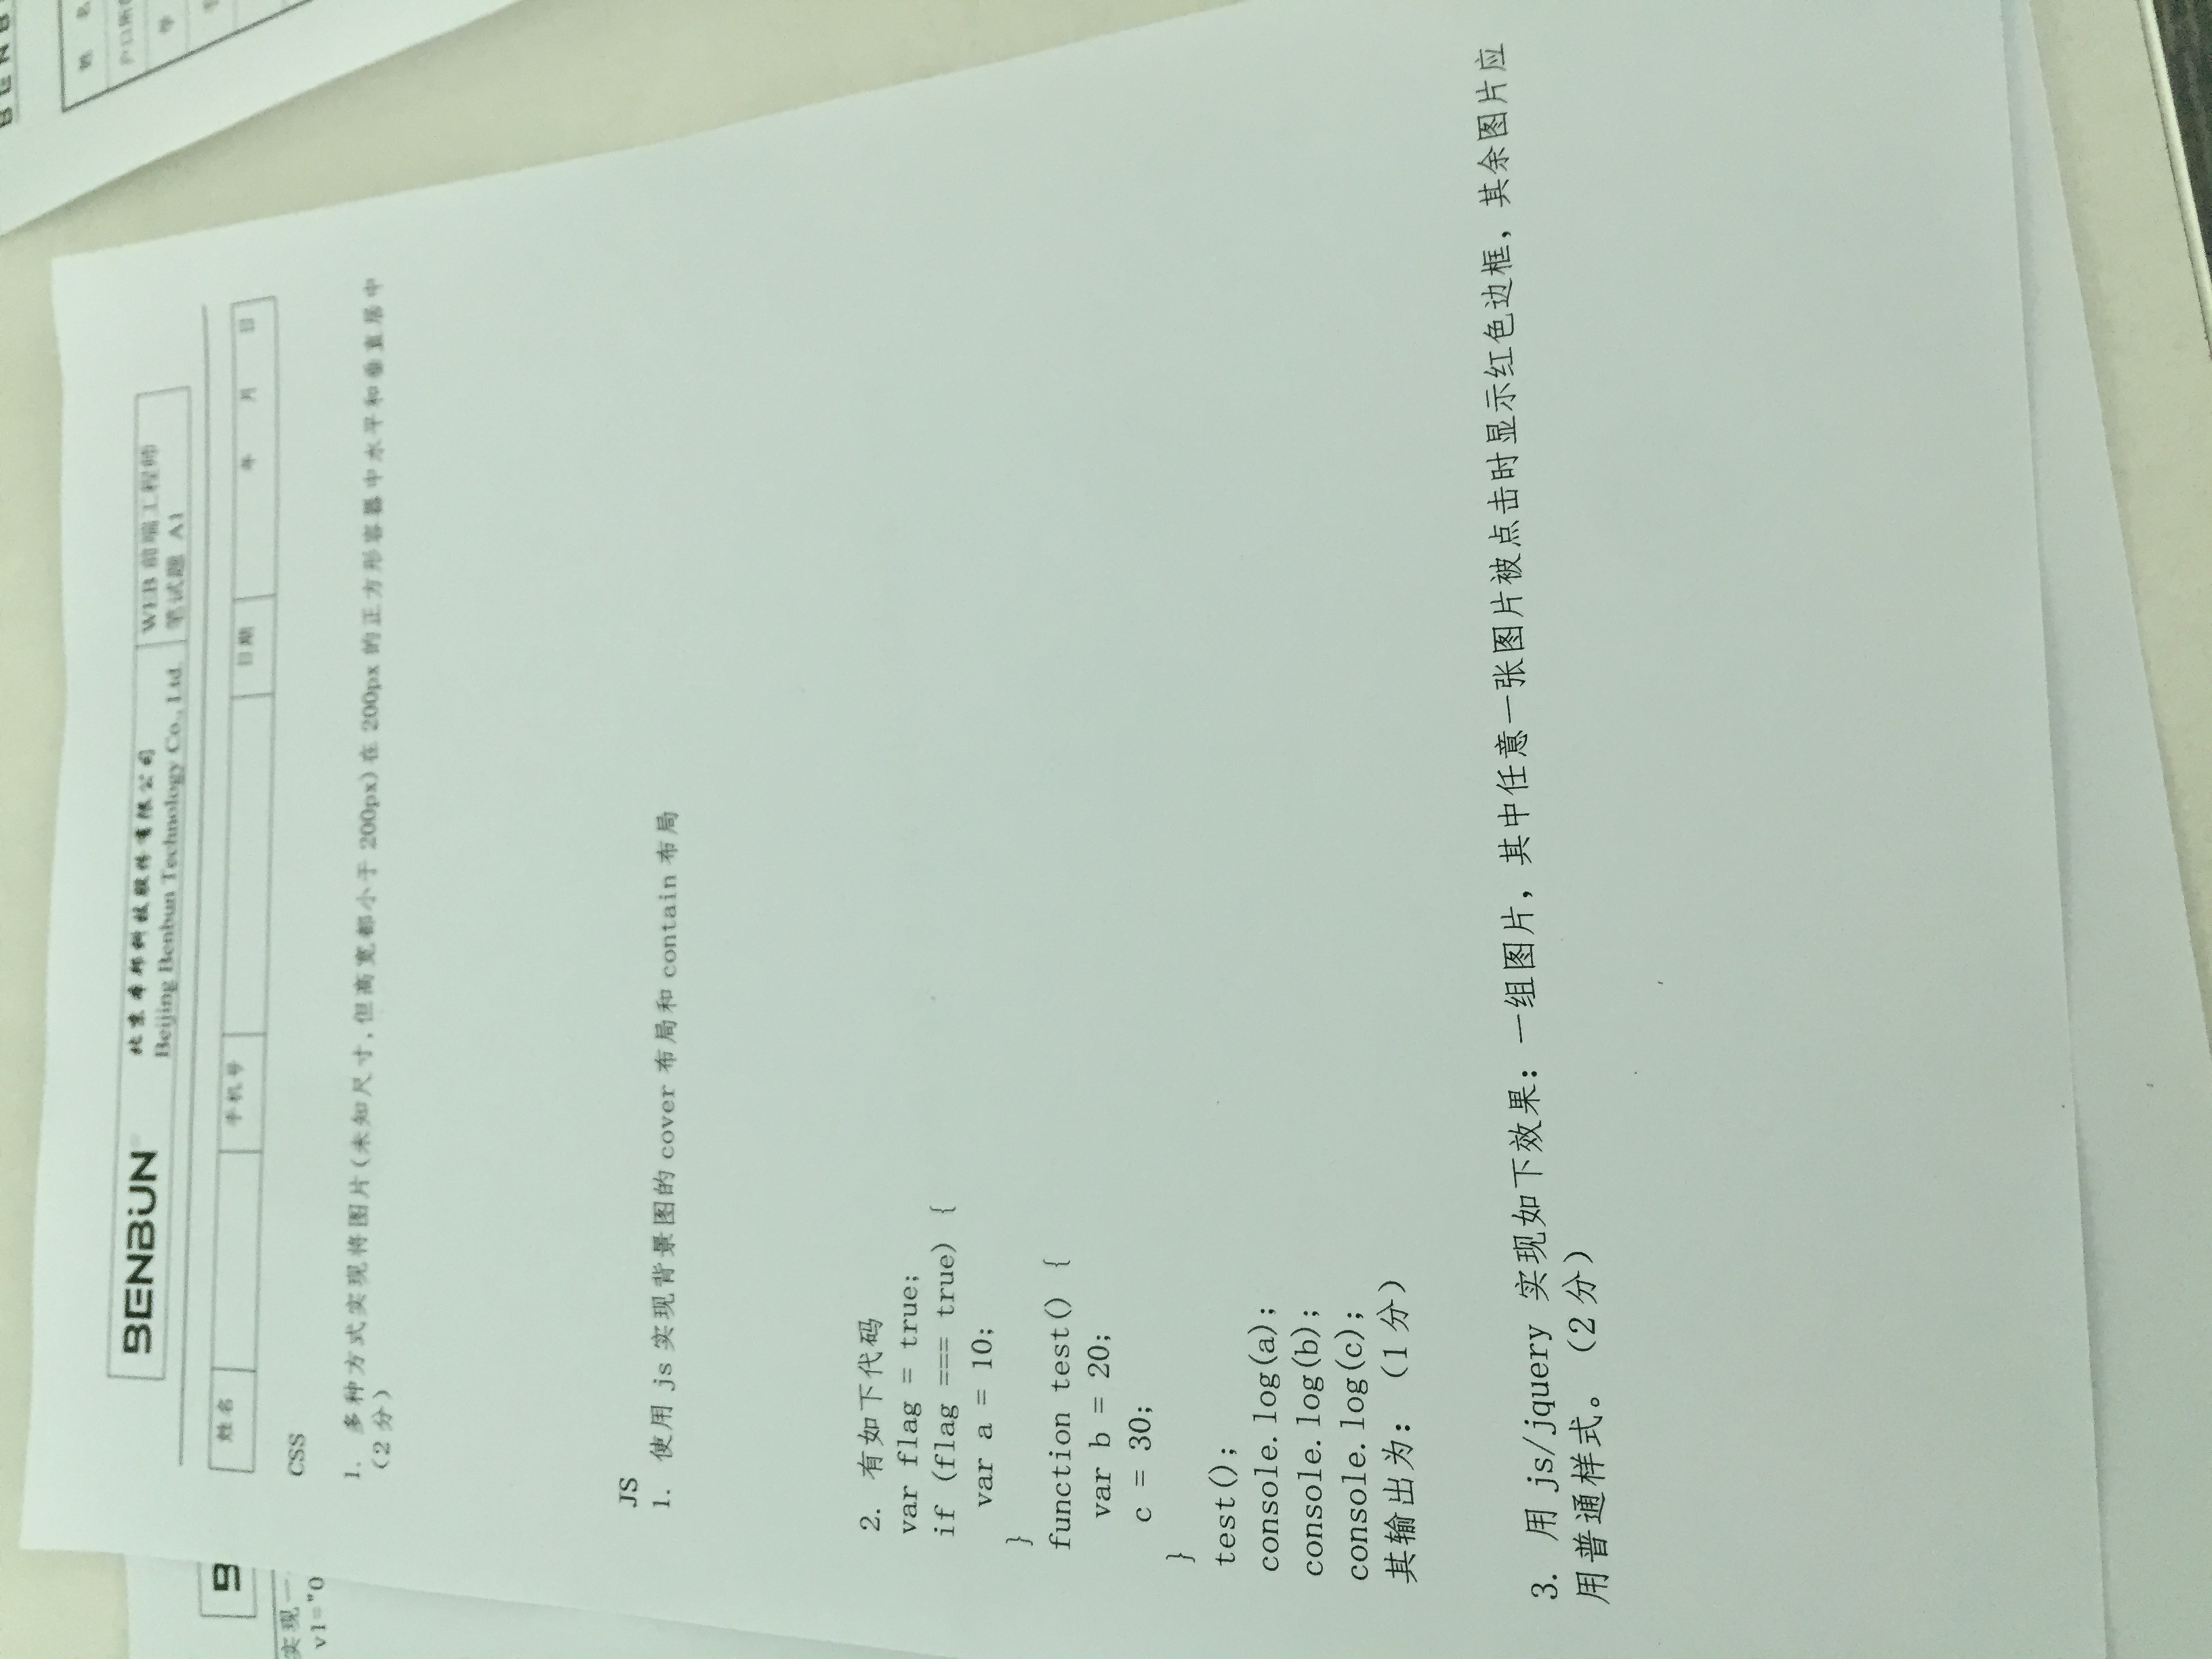 BENBUN
北京本邦科技股份有限公司
Beijing Benbun Technology Co., Ltd.
WEB 前端工程师
笔试题 A1
姓名
手机号
日期
年 月 日
CSS
1. 多种方式实现将图片(未知尺寸,但高宽都小于 200px)在 200px 的正方形容器中水平和垂直居中
(2 分)
JS
1. 使用 js 实现背景图的 cover 布局和 contain 布局
2. 有如下代码
var flag = true;
if (flag === true) {
var a = 10;
}
function test() {
var b = 20;
c = 30;
}
test();
console.log(a);
console.log(b);
console.log(c);
其输出为：（1 分）
3. 用 js/jquery 实现如下效果：一组图片，其中任意一张图片被点击时显示红色边框，其余图片应
用普通样式。（2 分）
实现一
v1="0
姓 名
户口所
学